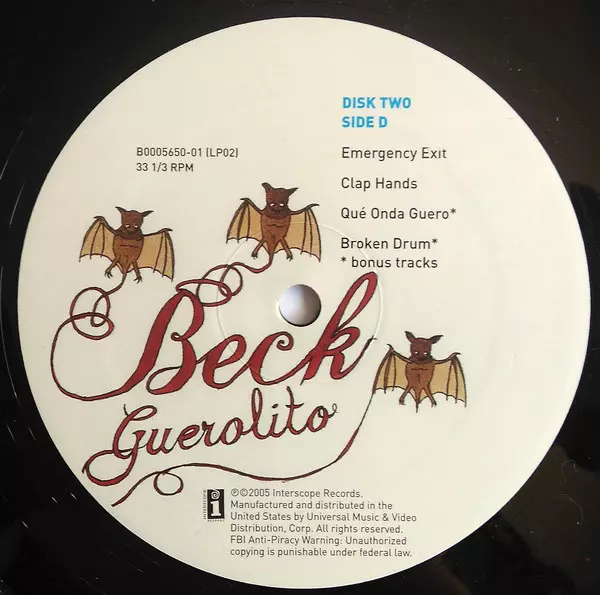 DISK TWO
SIDE D
B0005650-01 (LP02)
33 1/3 RPM
Emergency Exit
Clap Hands
Qué Onda Guero*
Broken Drum*
* bonus tracks
Beck
Guerolito
INTERSCOPE
RECORDS
i
℗©2005 Interscope Records.
Manufactured and distributed in the
United States by Universal Music & Video
Distribution, Corp. All rights reserved.
FBI Anti-Piracy Warning: Unauthorized
copying is punishable under federal law.